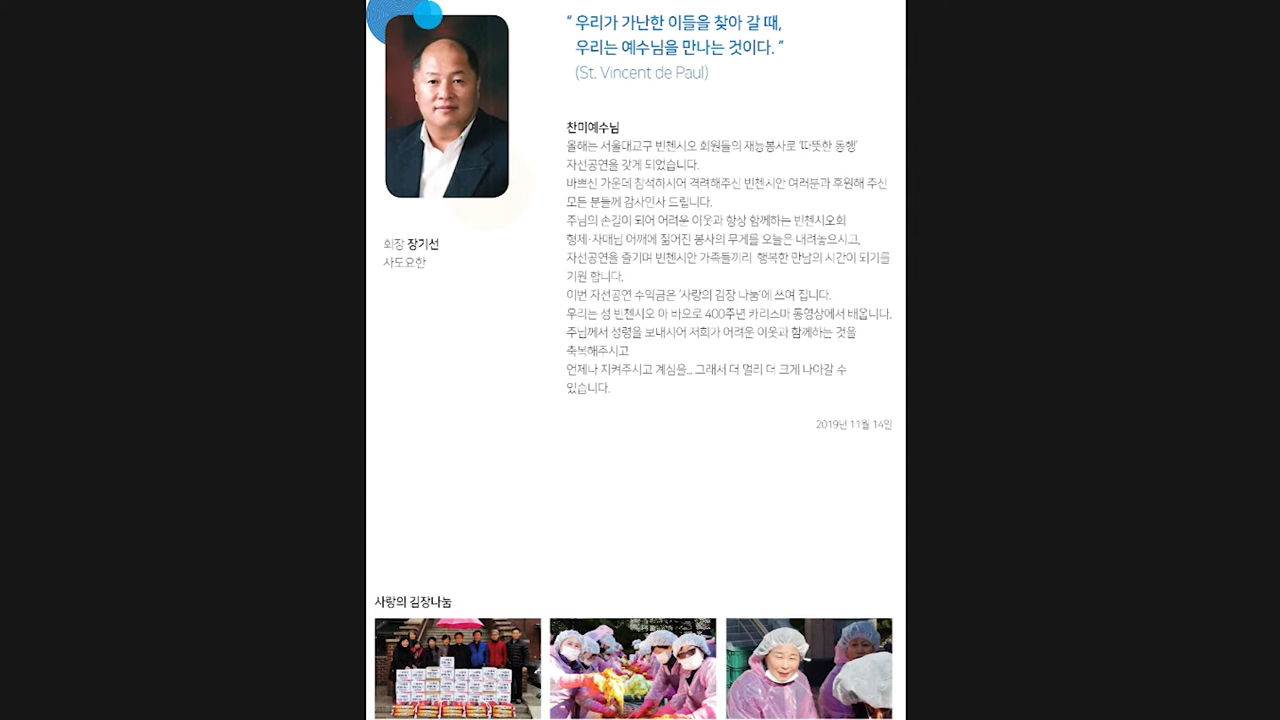 “ 우리가 가난한 이들을 찾아 갈 때,
우리는 예수님을 만나는 것이다. ”
(St. Vincent de Paul)
찬미예수님
올해는 서울대교구 빈첸시오 회원들의 재능봉사로 '따뜻한 동행'
자선공연을 갖게 되었습니다.
바쁘신 가운데 참석하시어 격려해주신 빈첸시안 여러분과 후원해 주신
모든 분들께 감사인사 드립니다.
주님의 손길이 되어 어려운 이웃과 항상 함께하는 빈첸시오회
형제·자매님 어깨에 짊어진 봉사의 무게를 오늘은 내려놓으시고,
자선공연을 즐기며 빈첸시안 가족들끼리 행복한 만남의 시간이 되기를
기원 합니다.
이번 자선공연 수익금은 '사랑의 김장 나눔'에 쓰여 집니다.
우리는 성 빈첸시오 아 바오로 400주년 카리스마 동영상에서 배웁니다.
주님께서 성령을 보내시어 저희가 어려운 이웃과 함께하는 것을
축복해주시고
언제나 지켜주시고 계심을... 그래서 더 멀리 더 크게 나아갈 수
있습니다.
2019년 11월 14일
회장 장기선
사도요한
사랑의 김장나눔